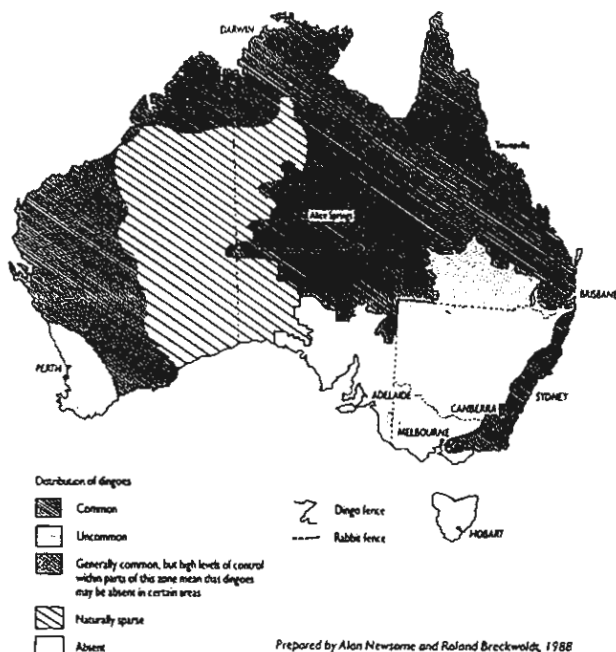 DARWIN
Townsville
Alice Springs
BRISBANE
PERTH
ADELAIDE
CANBERRA
SYDNEY
MELBOURNE
Distribution of dingoes
Common
Uncommon
Generally common, but high levels of control
within parts of this zone mean that dingoes
may be absent in certain areas
Naturally sparse
Absent
Dingo fence
Rabbit fence
HOBART
Prepared by Alan Newsome and Roland Breckwoldt, 1988